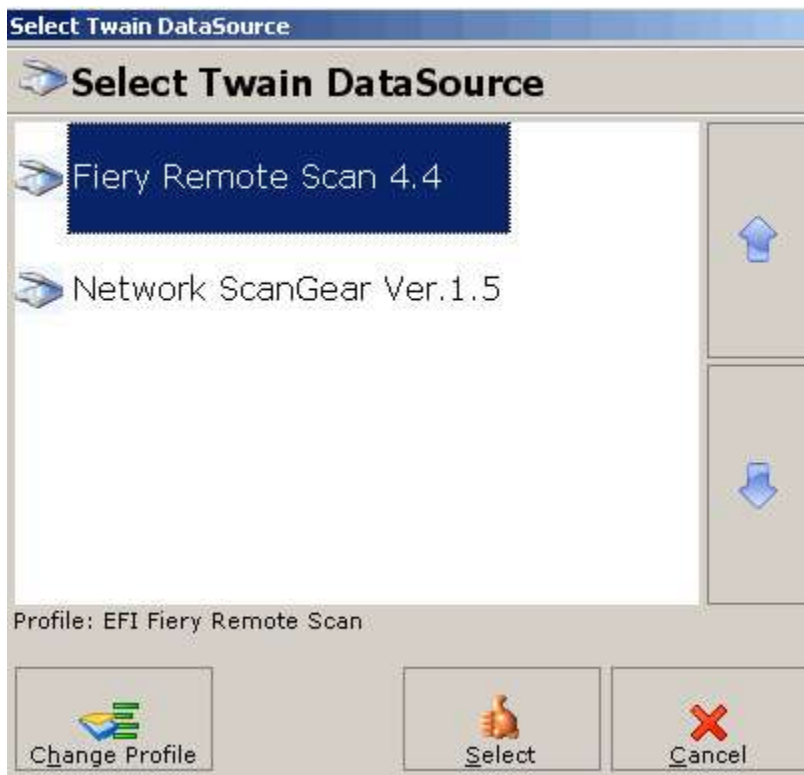 Select Twain DataSource
Select Twain DataSource
Fiery Remote Scan 4.4
Network ScanGear Ver.1.5
Profile: EFI Fiery Remote Scan
Change Profile
Select
Cancel